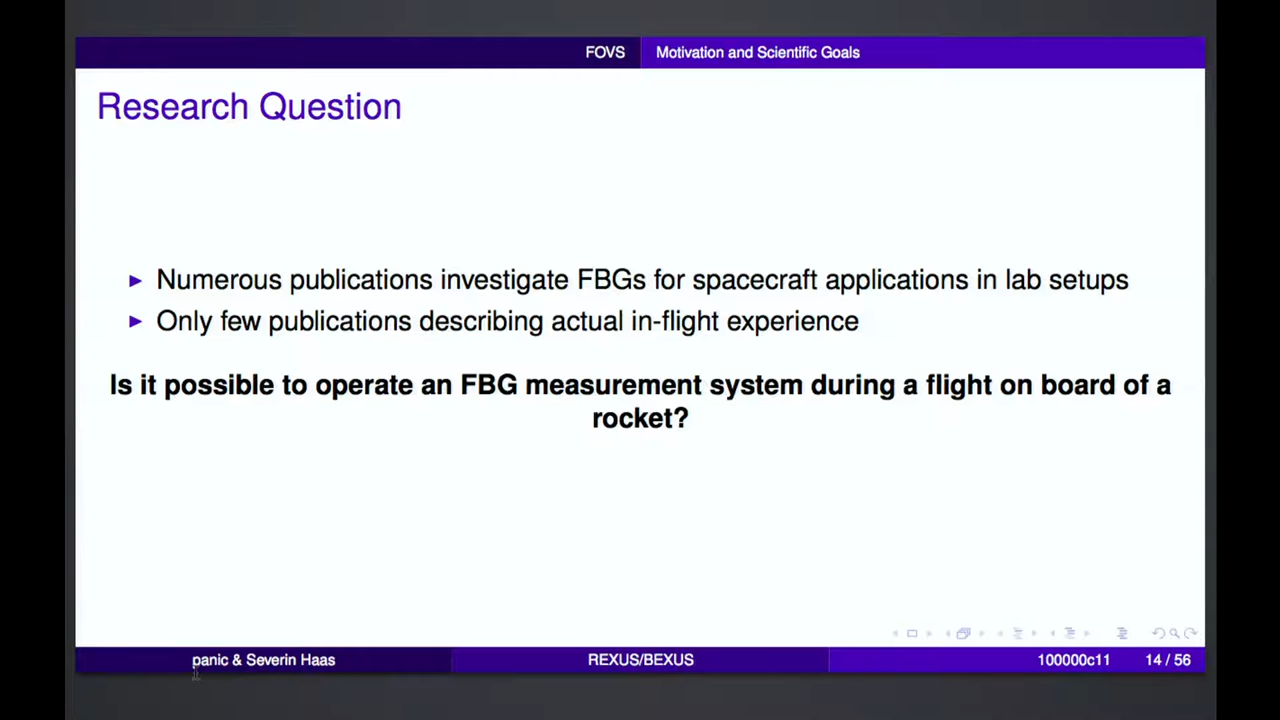 FOVS Motivation and Scientific Goals
Research Question
Numerous publications investigate FBGs for spacecraft applications in lab setups
Only few publications describing actual in-flight experience
Is it possible to operate an FBG measurement system during a flight on board of a
rocket?
panic & Severin Haas REXUS/BEXUS 100000c11 14 / 56